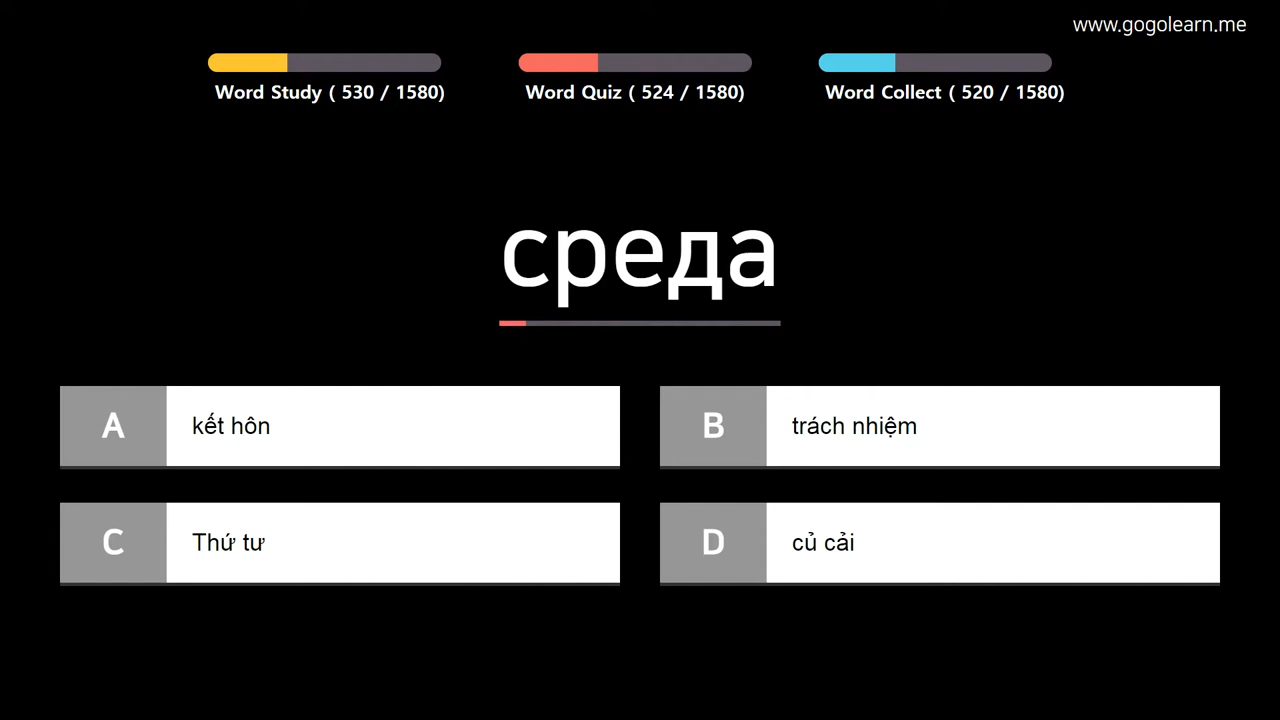 www.gogolearn.me
Word Study ( 530 / 1580)
Word Quiz ( 524 / 1580)
Word Collect ( 520 / 1580)
среда
A kết hôn
B trách nhiệm
C Thứ tư
D củ cải